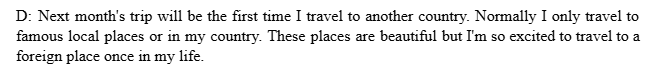 D: Next month's trip will be the first time I travel to another country. Normally I only travel to
famous local places or in my country. These places are beautiful but I'm so excited to travel to a
foreign place once in my life.